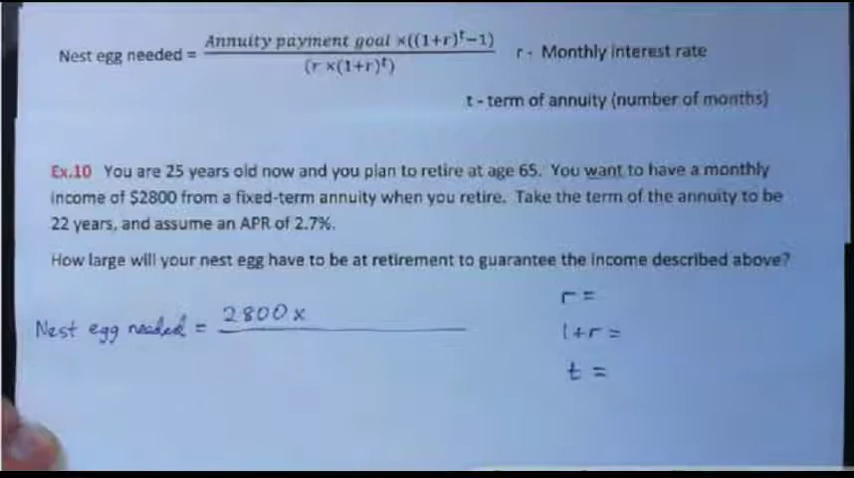 Nest egg needed = Annuity payment goal ×((1+r)^t−1) / (r ×(1+r)^t) r - Monthly interest rate
t - term of annuity (number of months)
Ex.10 You are 25 years old now and you plan to retire at age 65. You want to have a monthly
income of $2800 from a fixed-term annuity when you retire. Take the term of the annuity to be
22 years, and assume an APR of 2.7%.
How large will your nest egg have to be at retirement to guarantee the income described above?
Nest egg needed = 2800 x
r =
1+r =
t =